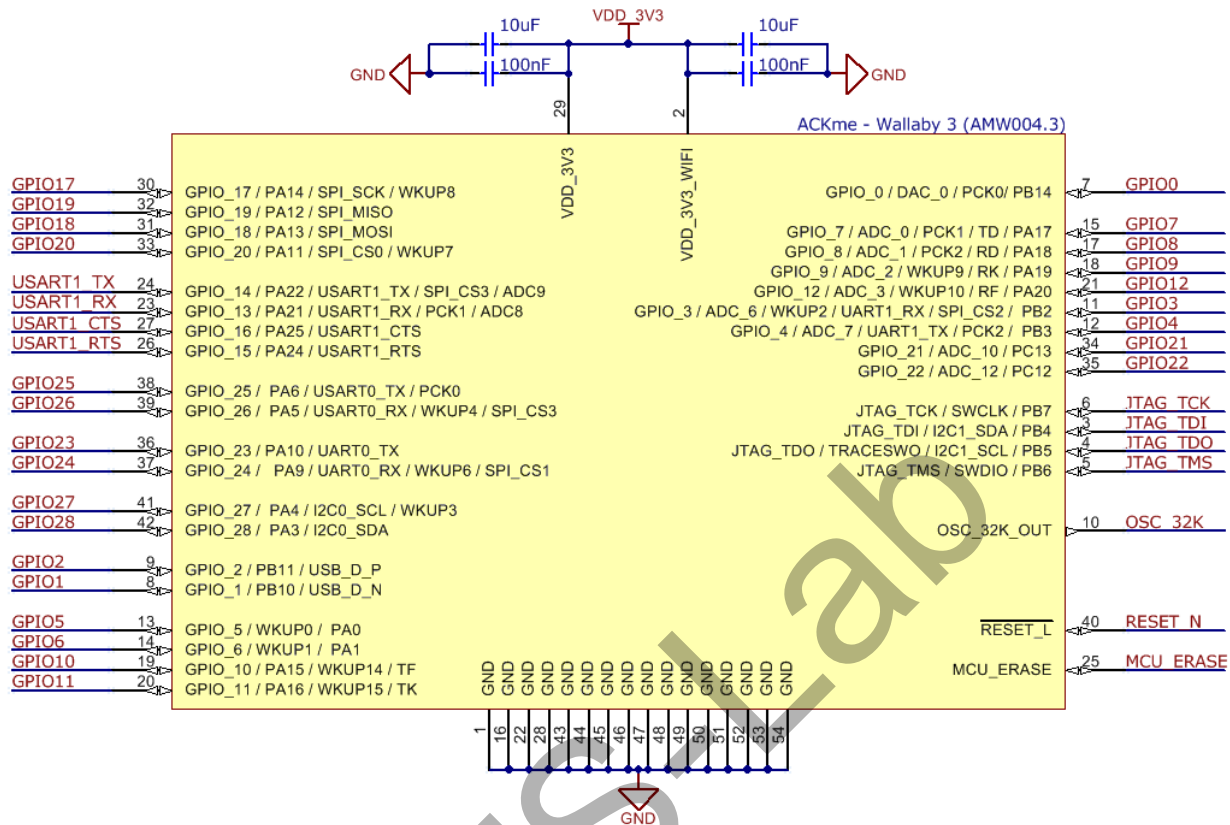 VDD_3V3
10uF
10uF
GND
100nF
100nF
GND
29
2
ACKme - Wallaby 3 (AMW004.3)
VDD_3V3
VDD_3V3_WIFI
GPIO17 30 GPIO_17 / PA14 / SPI_SCK / WKUP8
GPIO19 32 GPIO_19 / PA12 / SPI_MISO
GPIO18 31 GPIO_18 / PA13 / SPI_MOSI
GPIO20 33 GPIO_20 / PA11 / SPI_CS0 / WKUP7
USART1_TX 24 GPIO_14 / PA22 / USART1_TX / SPI_CS3 / ADC9
USART1_RX 23 GPIO_13 / PA21 / USART1_RX / PCK1 / ADC8
USART1_CTS 27 GPIO_16 / PA25 / USART1_CTS
USART1_RTS 26 GPIO_15 / PA24 / USART1_RTS
GPIO25 38 GPIO_25 / PA6 / USART0_TX / PCK0
GPIO26 39 GPIO_26 / PA5 / USART0_RX / WKUP4 / SPI_CS3
GPIO23 36 GPIO_23 / PA10 / UART0_TX
GPIO24 37 GPIO_24 / PA9 / UART0_RX / WKUP6 / SPI_CS1
GPIO27 41 GPIO_27 / PA4 / I2C0_SCL / WKUP3
GPIO28 42 GPIO_28 / PA3 / I2C0_SDA
GPIO2 9 GPIO_2 / PB11 / USB_D_P
GPIO1 8 GPIO_1 / PB10 / USB_D_N
GPIO5 13 GPIO_5 / WKUP0 / PA0
GPIO6 14 GPIO_6 / WKUP1 / PA1
GPIO10 19 GPIO_10 / PA15 / WKUP14 / TF
GPIO11 20 GPIO_11 / PA16 / WKUP15 / TK
GPIO_0 / DAC_0 / PCK0/ PB14 7 GPIO0
GPIO_7 / ADC_0 / PCK1 / TD / PA17 15 GPIO7
GPIO_8 / ADC_1 / PCK2 / RD / PA18 17 GPIO8
GPIO_9 / ADC_2 / WKUP9 / RK / PA19 18 GPIO9
GPIO_12 / ADC_3 / WKUP10 / RF / PA20 21 GPIO12
GPIO_3 / ADC_6 / WKUP2 / UART1_RX / SPI_CS2 / PB2 11 GPIO3
GPIO_4 / ADC_7 / UART1_TX / PCK2 / PB3 12 GPIO4
GPIO_21 / ADC_10 / PC13 34 GPIO21
GPIO_22 / ADC_12 / PC12 35 GPIO22
JTAG_TCK / SWCLK / PB7 6 JTAG_TCK
JTAG_TDI / I2C1_SDA / PB4 3 JTAG_TDI
JTAG_TDO / TRACESWO / I2C1_SCL / PB5 4 JTAG_TDO
JTAG_TMS / SWDIO / PB6 5 JTAG_TMS
OSC_32K_OUT 10 OSC_32K
RESET_L 40 RESET_N
MCU_ERASE 25 MCU_ERASE
GND GND GND GND GND GND GND GND GND GND GND GND GND GND GND GND
1 16 22 28 43 44 45 46 47 48 49 50 51 52 53 54
GND
s-Lab